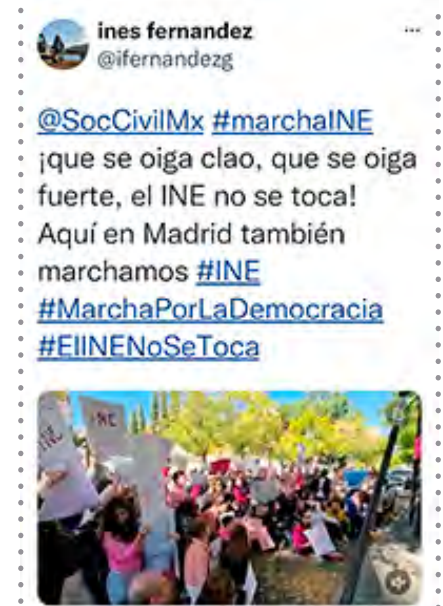 ines fernandez
@ifernandezg
@SocCivilMx #marchaINE
¡que se oiga clao, que se oiga
fuerte, el INE no se toca!
Aquí en Madrid también
marchamos #INE
#MarchaPorLaDemocracia
#ElINENoSeToca
INE
INE